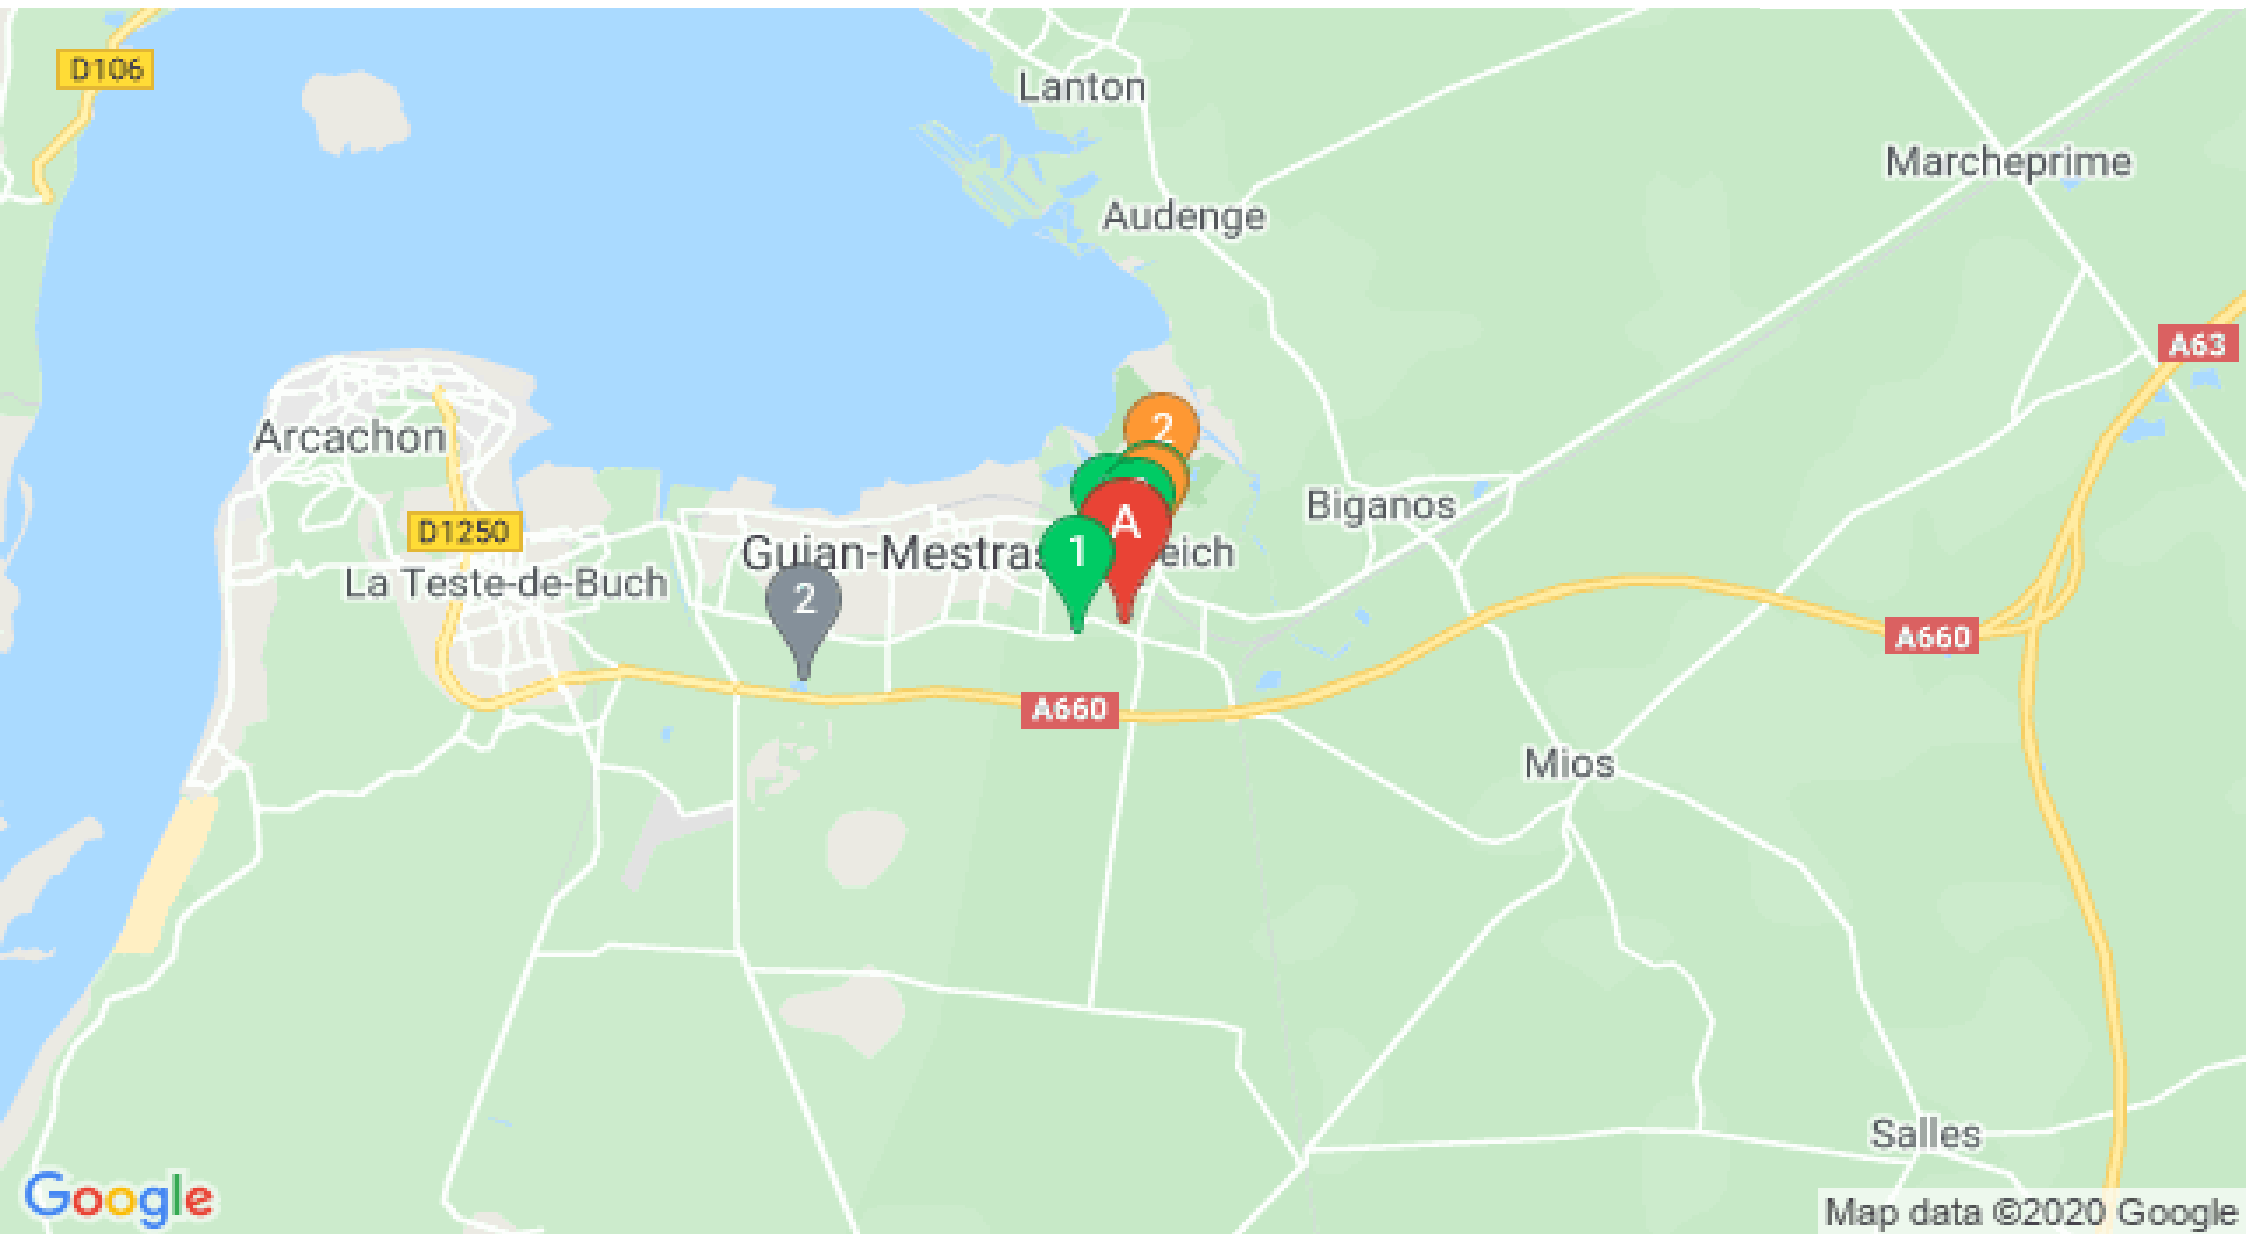 D106
Lanton
Marcheprime
Audenge
A63
2
Arcachon
Biganos
D1250
A
1
Gujan-Mestras
eich
La Teste-de-Buch
2
A660
A660
Mios
Salles
Google
Map data ©2020 Google